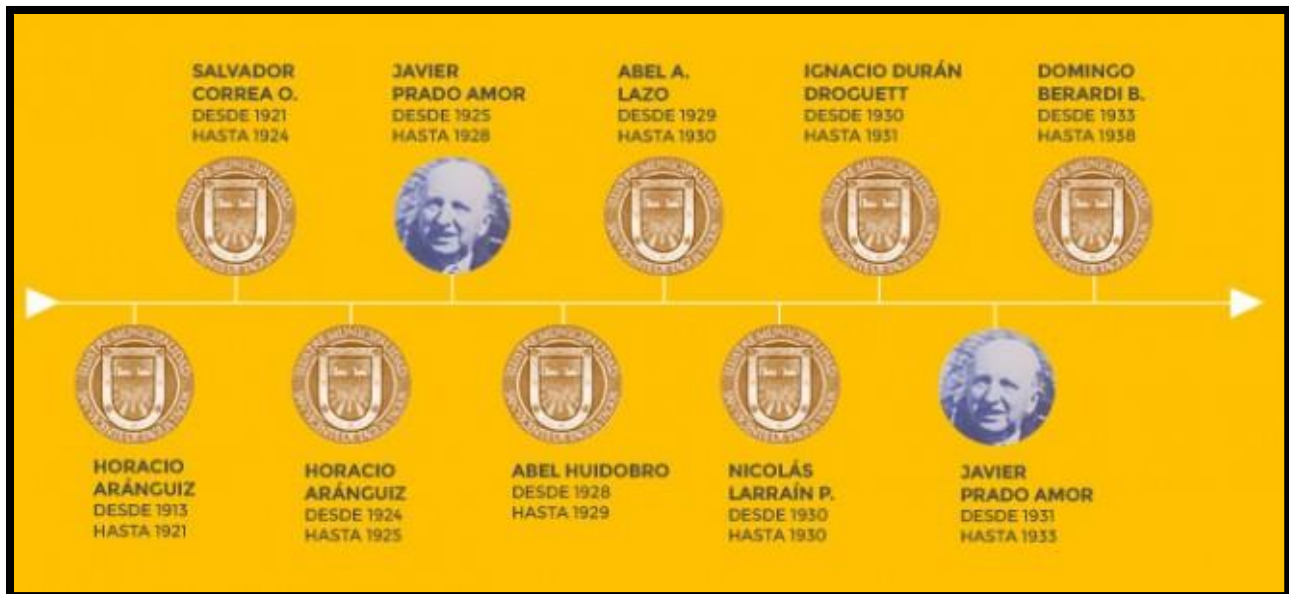 SALVADOR
CORREA O.
DESDE 1921
HASTA 1924
JAVIER
PRADO AMOR
DESDE 1925
HASTA 1928
ABEL A.
LAZO
DESDE 1929
HASTA 1930
IGNACIO DURÁN
DROGUETT
DESDE 1930
HASTA 1931
DOMINGO
BERARDI B.
DESDE 1933
HASTA 1938
HORACIO
ARÁNGUIZ
DESDE 1913
HASTA 1921
HORACIO
ARÁNGUIZ
DESDE 1924
HASTA 1925
ABEL HUIDOBRO
DESDE 1928
HASTA 1929
NICOLÁS
LARRAÍN P.
DESDE 1930
HASTA 1930
JAVIER
PRADO AMOR
DESDE 1931
HASTA 1933